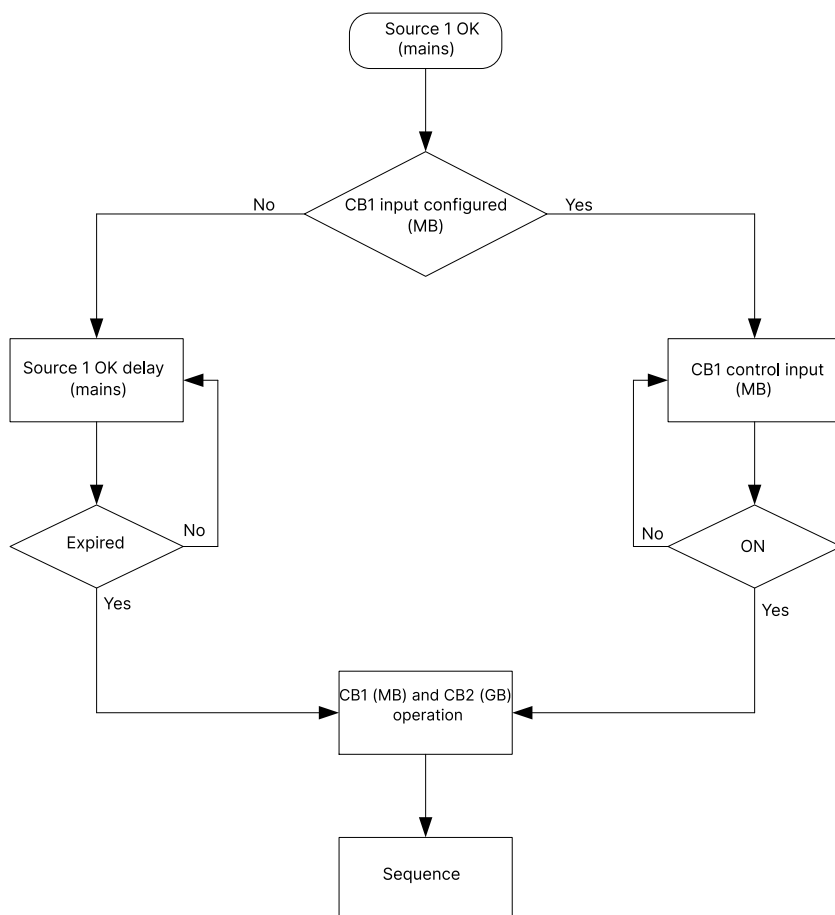 Source 1 OK
(mains)
CB1 input configured
(MB)
No
Yes
Source 1 OK delay
(mains)
CB1 control input
(MB)
Expired
No
Yes
No
ON
Yes
CB1 (MB) and CB2 (GB)
operation
Sequence